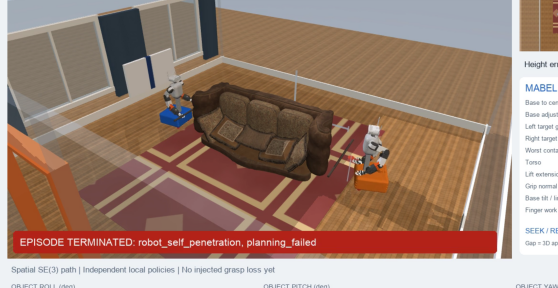 Height err
MABEL
Base to cen
Base adjust
Left target g
Right target
Worst conta
Torso
Lift extensio
Grip normal
Base tilt / li
Finger work
SEEK / RE
Gap = 3D ap
EPISODE TERMINATED: robot_self_penetration, planning_failed
Spatial SE(3) path | Independent local policies | No injected grasp loss yet
OBJECT ROLL (deg)
OBJECT PITCH (deg)
OBJECT YAW